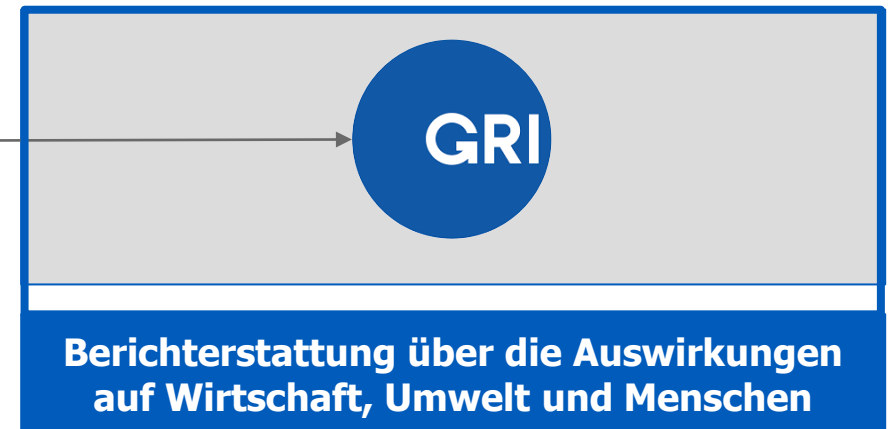 GRI
Berichterstattung über die Auswirkungen
auf Wirtschaft, Umwelt und Menschen